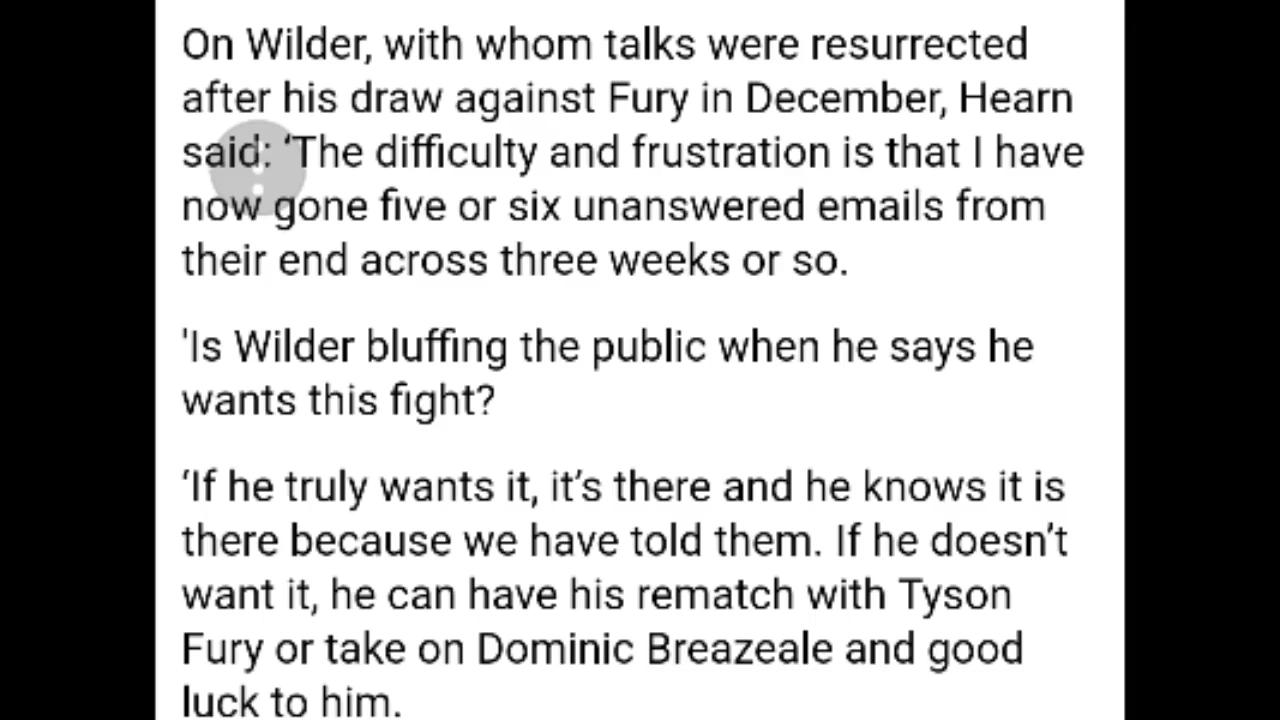 On Wilder, with whom talks were resurrected
after his draw against Fury in December, Hearn
said: ‘The difficulty and frustration is that I have
now gone five or six unanswered emails from
their end across three weeks or so.
'Is Wilder bluffing the public when he says he
wants this fight?
‘If he truly wants it, it’s there and he knows it is
there because we have told them. If he doesn’t
want it, he can have his rematch with Tyson
Fury or take on Dominic Breazeale and good
luck to him.